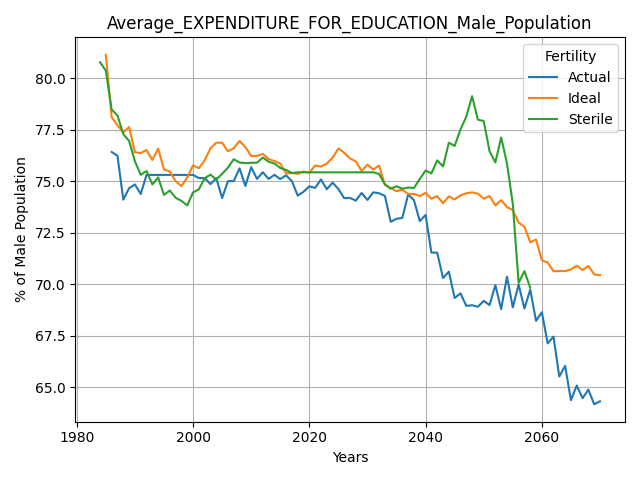 Average_EXPENDITURE_FOR_EDUCATION_Male_Population
Fertility
Actual
Ideal
Sterile
% of Male Population
80.0
77.5
75.0
72.5
70.0
67.5
65.0
1980
2000
2020
2040
2060
Years